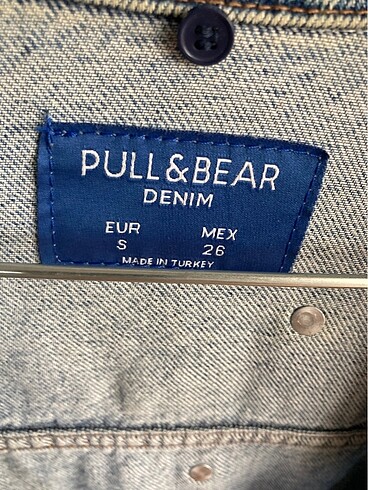 PULL&BEAR
DENIM
EUR MEX
S 26
MADE IN TURKEY